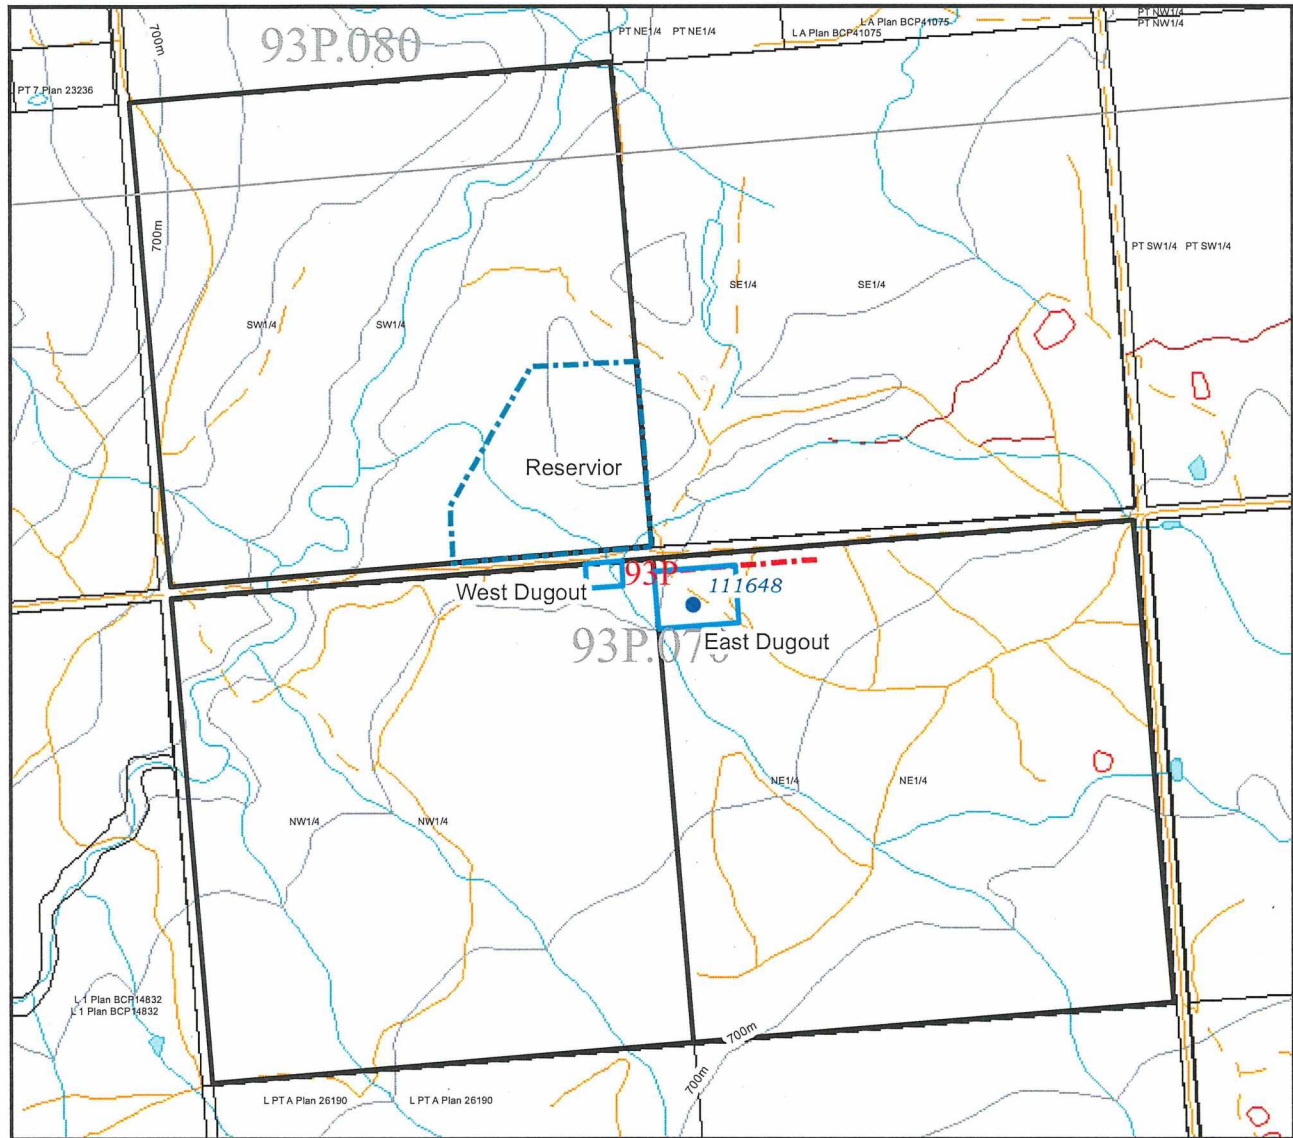 PT NW1/4
PT NW1/4
L A Plan BCP41075
L A Plan BCP41075
PT NE1/4 PT NE1/4
700m
93P.080
PT 7 Plan 23236
700m
PT SW1/4 PT SW1/4
SE1/4 SE1/4
SW1/4 SW1/4
Reservior
93P
111648
West Dugout
East Dugout
93P.070
NE1/4 NE1/4
NW1/4 NW1/4
L 1 Plan BCP14832
L 1 Plan BCP14832
700m
700m
L PT A Plan 26190 L PT A Plan 26190